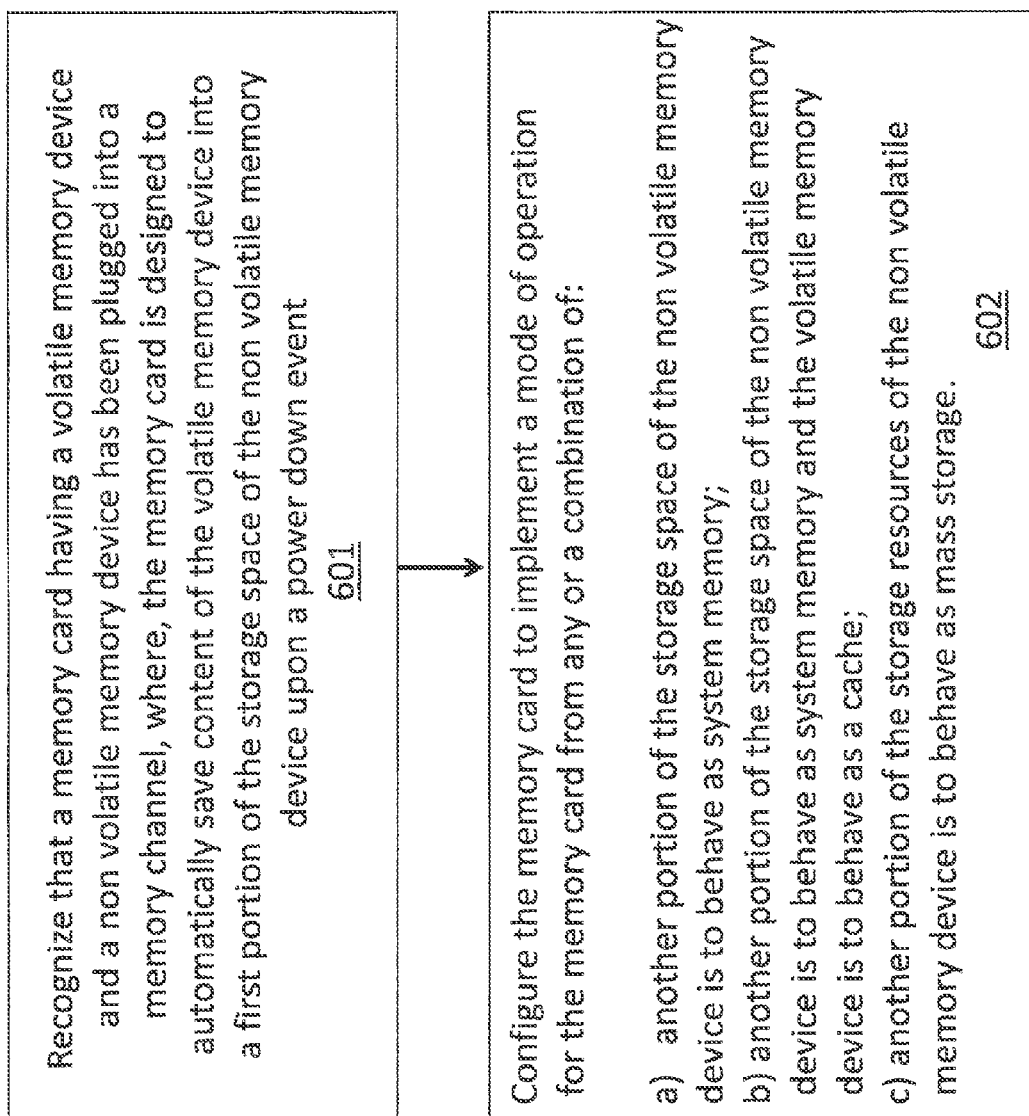 Recognize that a memory card having a volatile memory device
and a non volatile memory device has been plugged into a
memory channel, where, the memory card is designed to
automatically save content of the volatile memory device into
a first portion of the storage space of the non volatile memory
device upon a power down event
601
Configure the memory card to implement a mode of operation
for the memory card from any or a combination of:
a) another portion of the storage space of the non volatile memory
device is to behave as system memory;
b) another portion of the storage space of the non volatile memory
device is to behave as system memory and the volatile memory
device is to behave as a cache;
c) another portion of the storage resources of the non volatile
memory device is to behave as mass storage.
602